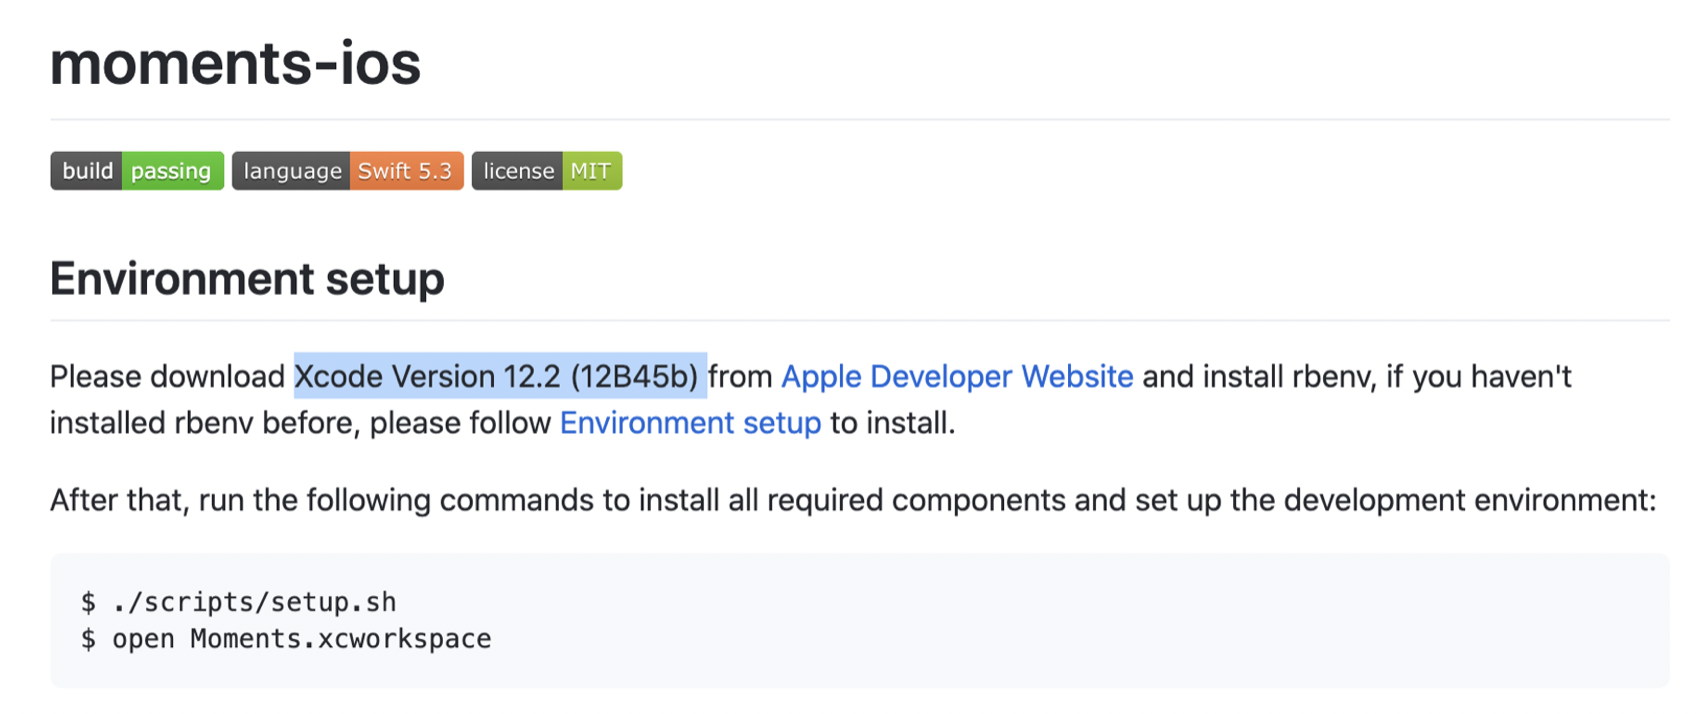 moments-ios
build passing language Swift 5.3 license MIT
Environment setup
Please download Xcode Version 12.2 (12B45b) from Apple Developer Website and install rbenv, if you haven't
installed rbenv before, please follow Environment setup to install.
After that, run the following commands to install all required components and set up the development environment:
$ ./scripts/setup.sh
$ open Moments.xcworkspace